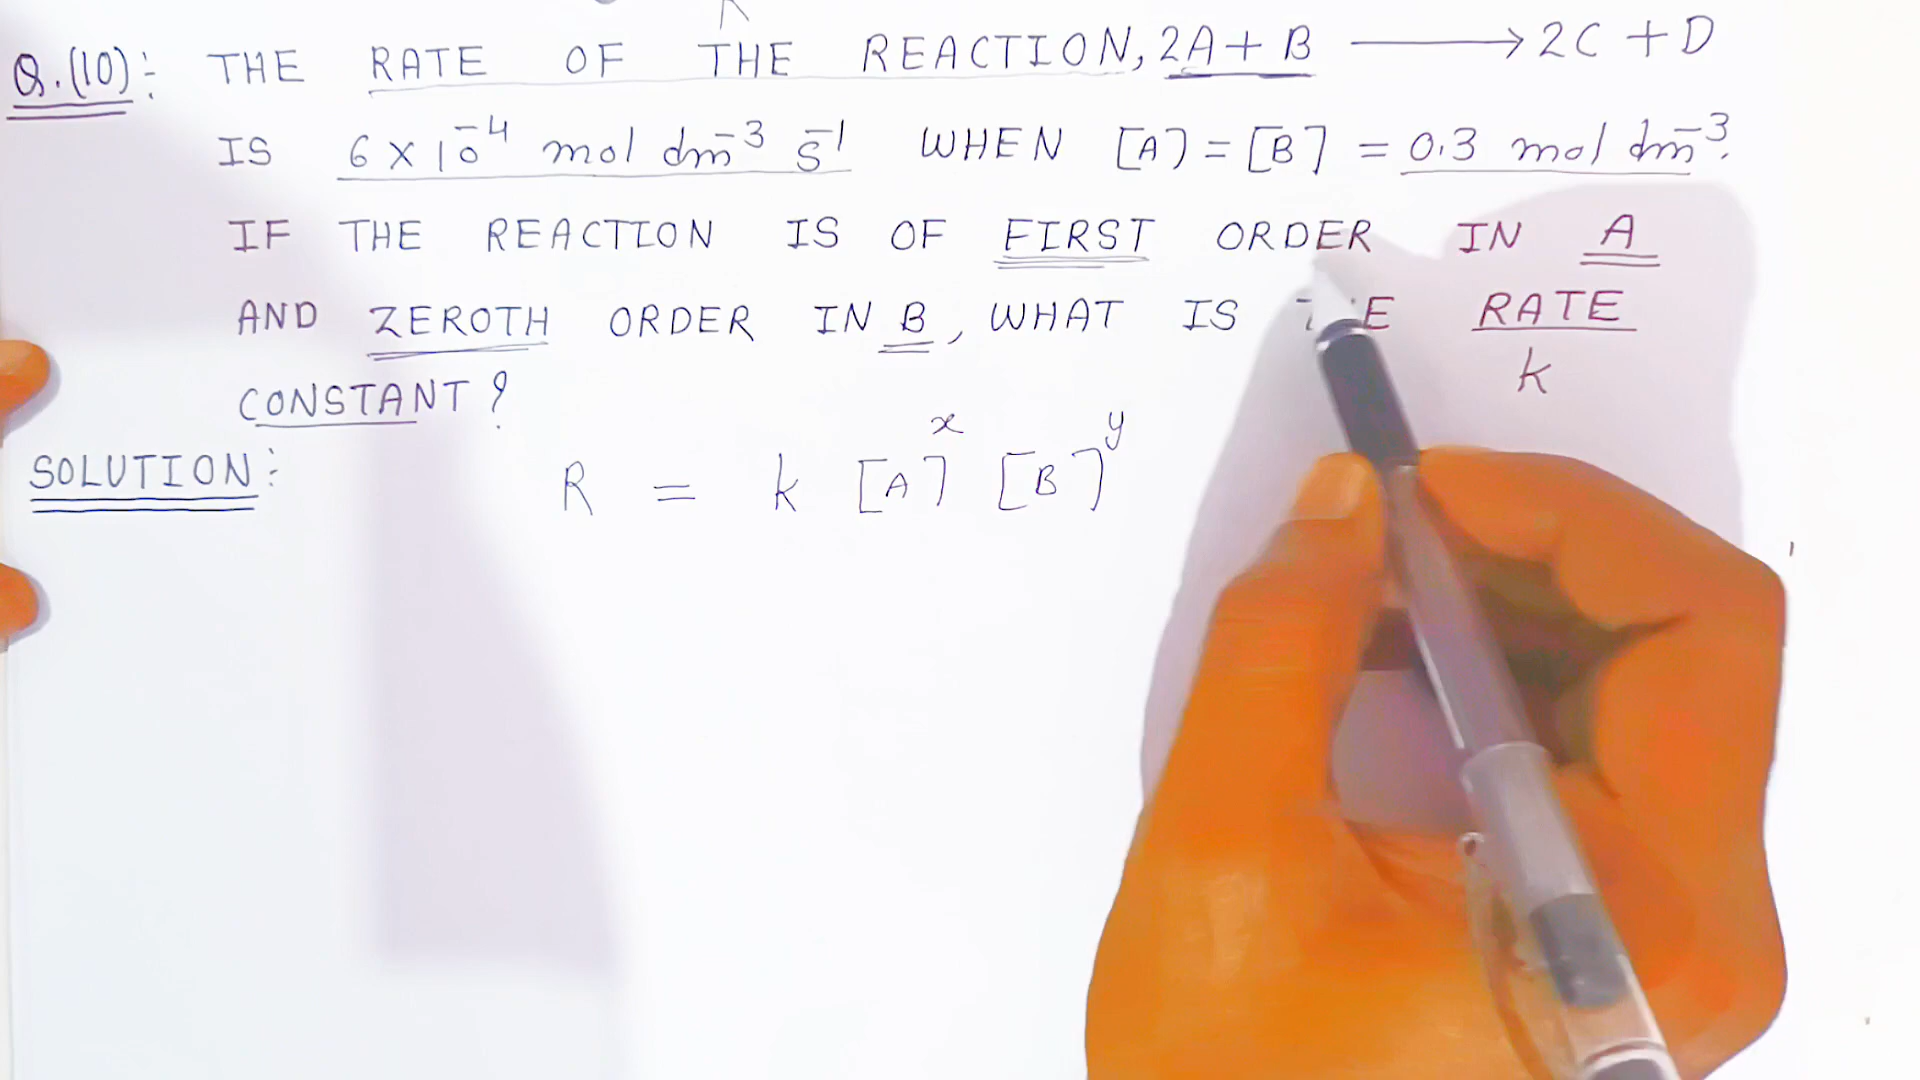 Q.(10):- THE RATE OF THE REACTION, 2A + B ⟶ 2C + D
IS 6 X 10⁻⁴ mol dm⁻³ s⁻¹ WHEN [A] = [B] = 0.3 mol dm⁻³.
IF THE REACTION IS OF FIRST ORDER IN A
AND ZEROTH ORDER IN B, WHAT IS RATE
k
CONSTANT?
SOLUTION:
R = k [A]ˣ [B]ʸ